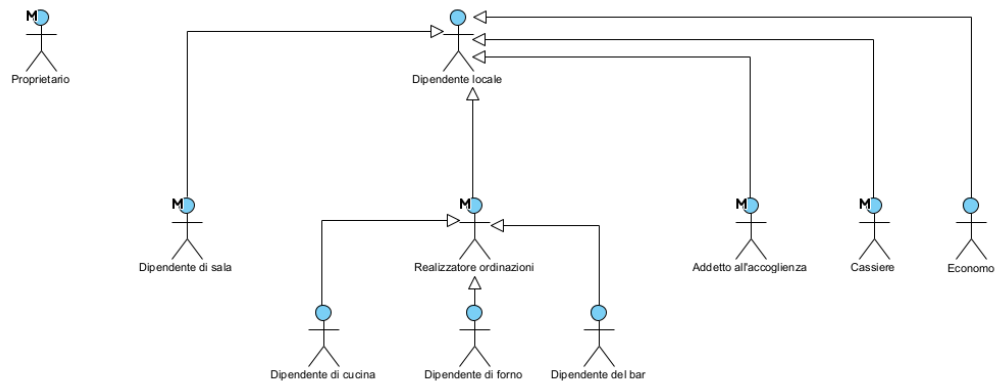 M
Proprietario
Dipendente locale
M
Dipendente di sala
M
Realizzatore ordinazioni
M
Addetto all'accoglienza
M
Cassiere
Economo
Dipendente di cucina
Dipendente di forno
Dipendente del bar